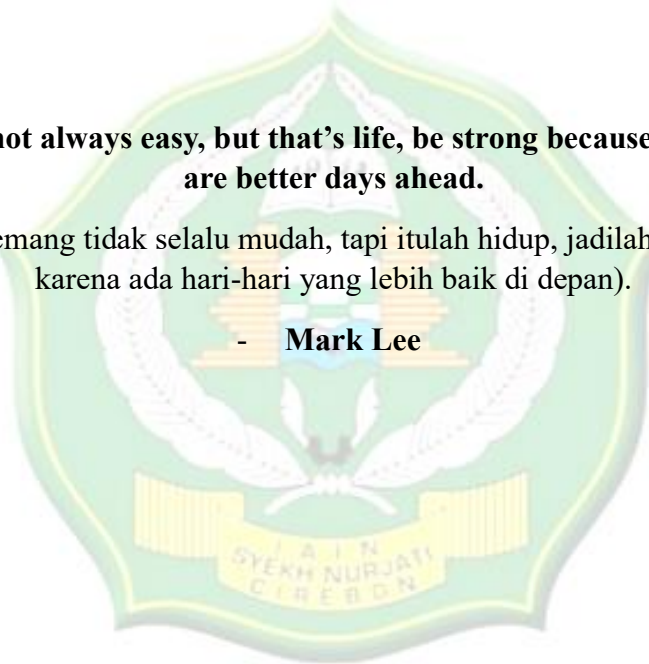 not always easy, but that’s life, be strong because
are better days ahead.
emang tidak selalu mudah, tapi itulah hidup, jadilah
karena ada hari-hari yang lebih baik di depan).
- Mark Lee
I A I N
SYEKH NURJATI
CIREBON